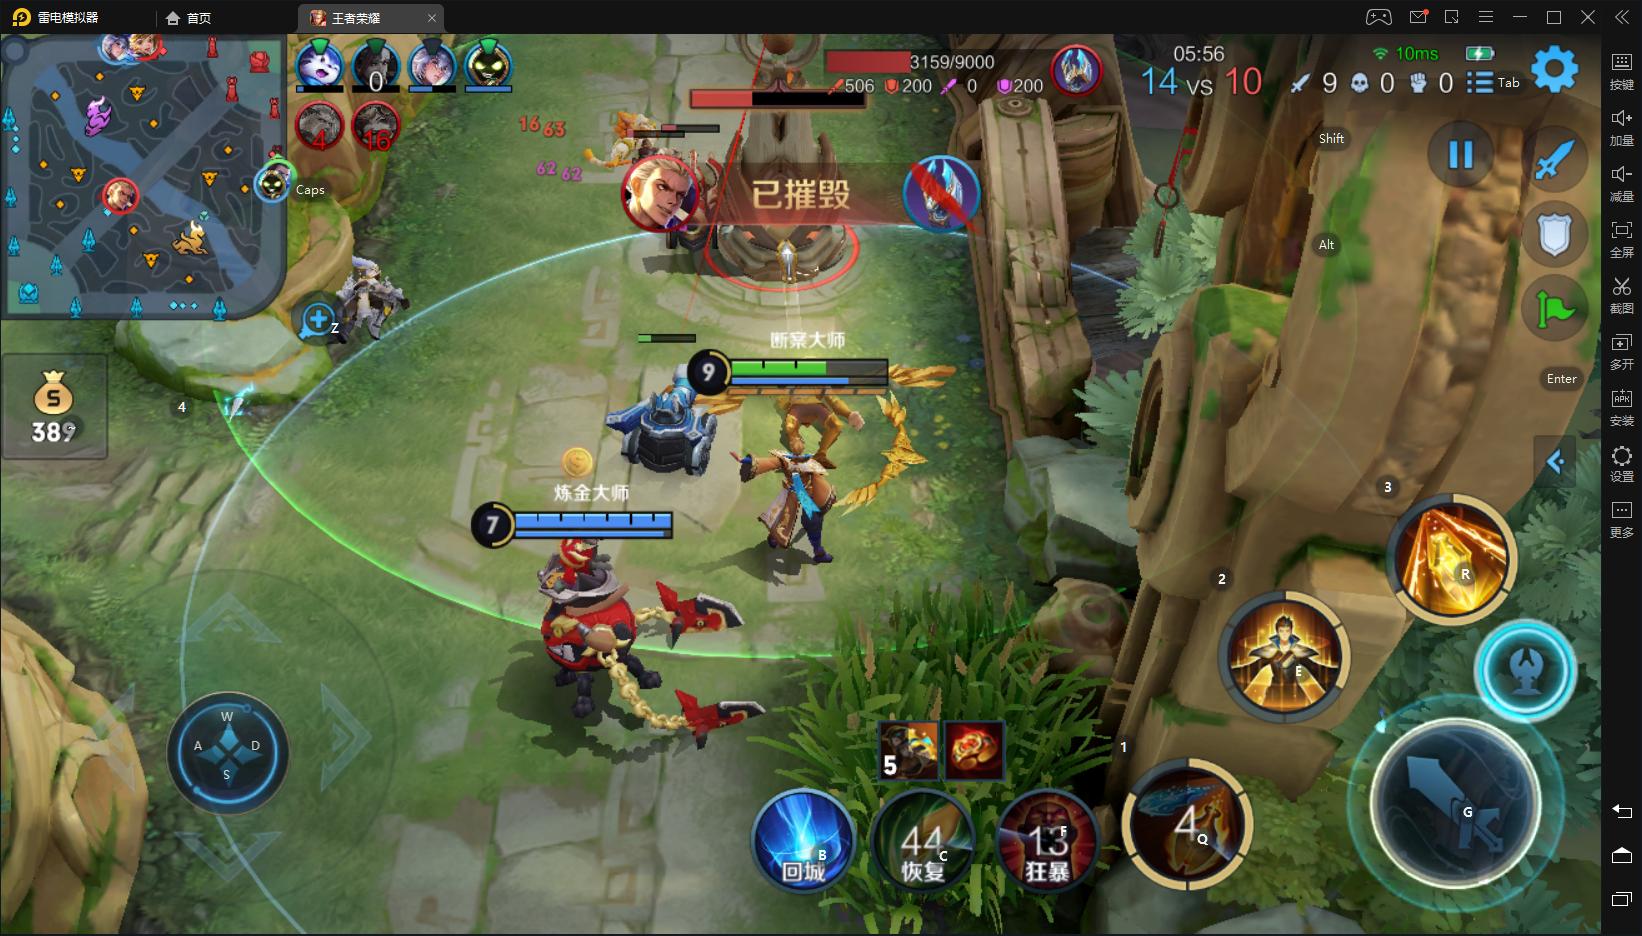 雷电模拟器
首页
王者荣耀
3159/9000
506
200
0
200
05:56
14 vs 10
10ms
9
0
0
Tab
0
4
16
16
63
62
62
已摧毁
Caps
Shift
Alt
Enter
Z
4
断案大师
9
炼金大师
7
3
2
1
R
E
W
A
D
S
5
回城
B
44
恢复
C
13
F
狂暴
4
Q
G
按键
加量
减量
全屏
截图
多开
APK
安装
设置
更多